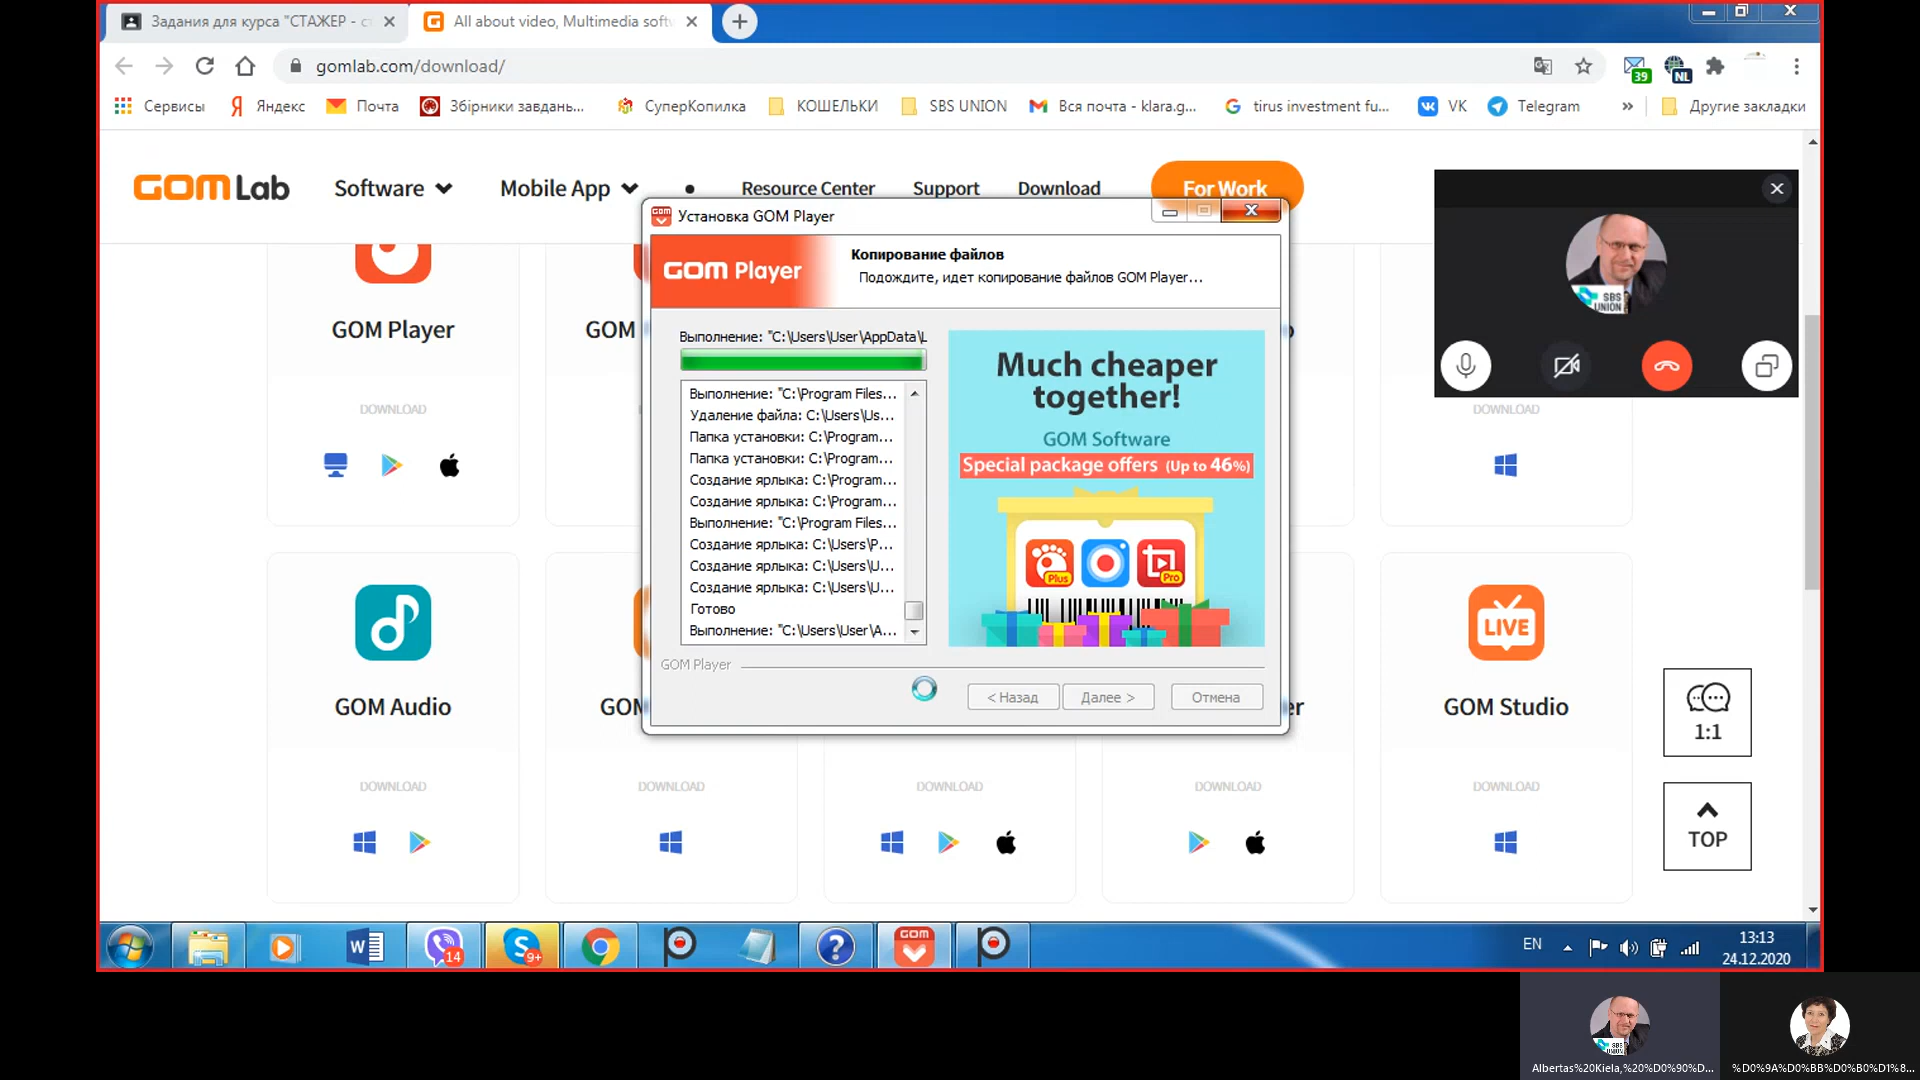 Задания для курса "СТАЖЕР - с
All about video, Multimedia softw
gomlab.com/download/
39
NL
Сервисы
Яндекс
Почта
Збірники завдань...
СуперКопилка
КОШЕЛЬКИ
SBS UNION
Вся почта - klara.g...
tirus investment fu...
VK
Telegram
»
Другие закладки
GOM Lab
Software
Mobile App
Resource Center
Support
Download
For Work
Установка GOM Player
GOM Player
Копирование файлов
Подождите, идет копирование файлов GOM Player...
Выполнение: "C:\Users\User\AppData\L
Выполнение: "C:\Program Files...
Удаление файла: C:\Users\Us...
Папка установки: C:\Program...
Папка установки: C:\Program...
Создание ярлыка: C:\Program...
Создание ярлыка: C:\Program...
Выполнение: "C:\Program Files...
Создание ярлыка: C:\Users\P...
Создание ярлыка: C:\Users\U...
Создание ярлыка: C:\Users\U...
Готово
Выполнение: "C:\Users\User\A...
Much cheaper
together!
GOM Software
Special package offers (Up to 46%)
Plus
Pro
GOM Player
< Назад
Далее >
Отмена
SBS
UNION
GOM Player
GOM
DOWNLOAD
DOWNLOAD
GOM Audio
GOM
er
GOM Studio
LIVE
DOWNLOAD
DOWNLOAD
DOWNLOAD
DOWNLOAD
DOWNLOAD
1:1
TOP
14
9+
GOM
EN
13:13
24.12.2020
SBS
UNION
Albertas%20Kiela,%20%D0%90%D...
%D0%9A%D0%BB%D0%B0%D1%8...